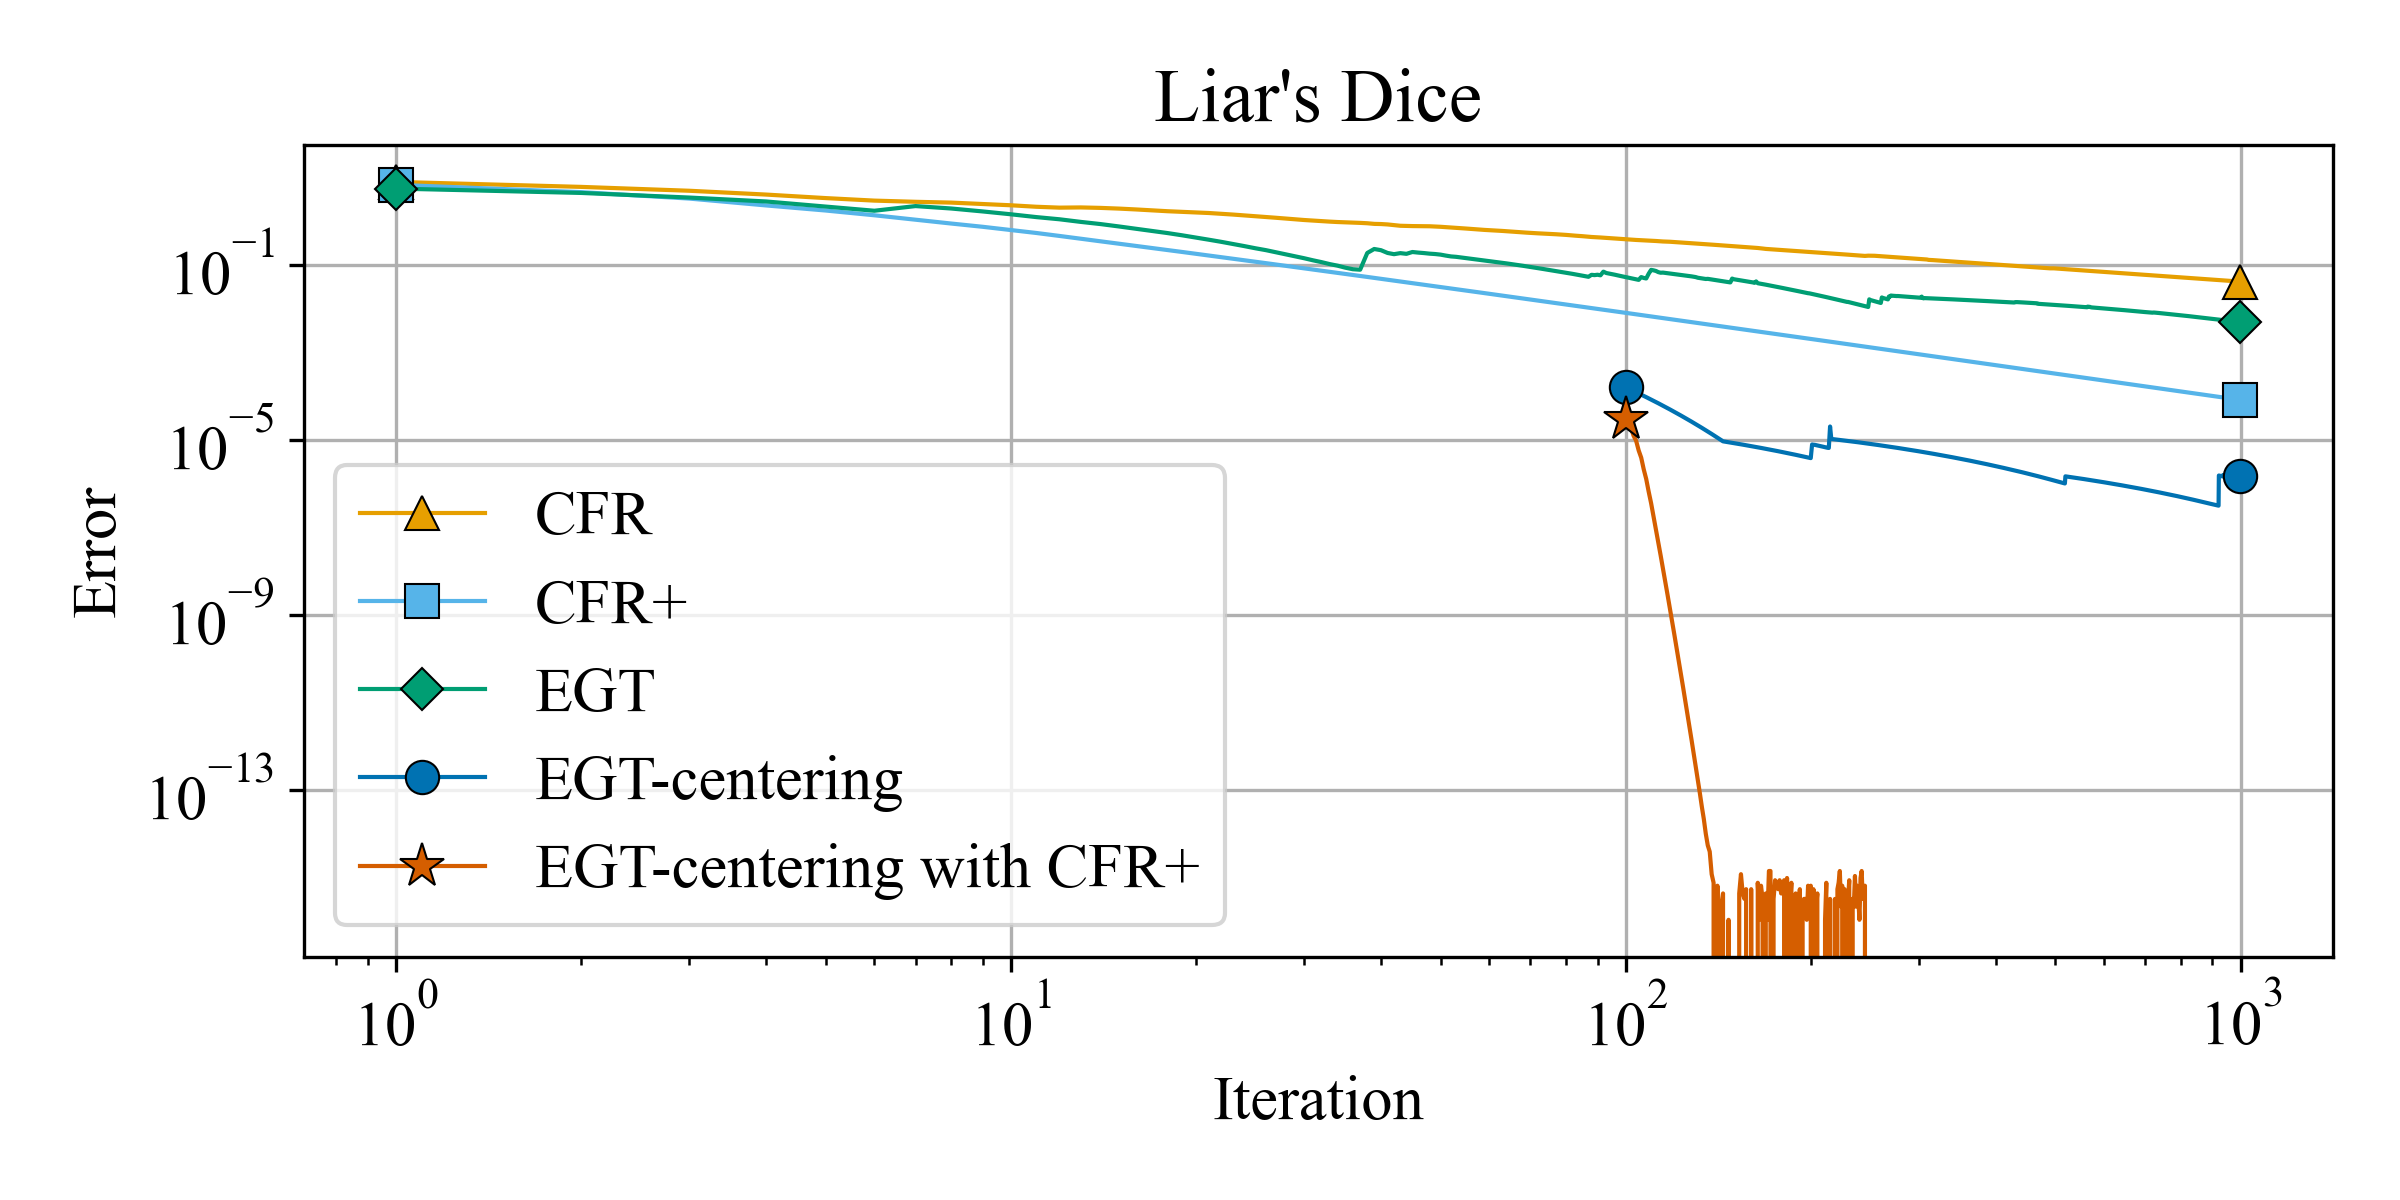 Liar's Dice
Error
10^{-1}
10^{-5}
10^{-9}
10^{-13}
CFR
CFR+
EGT
EGT-centering
EGT-centering with CFR+
10^0 10^1 10^2 10^3
Iteration